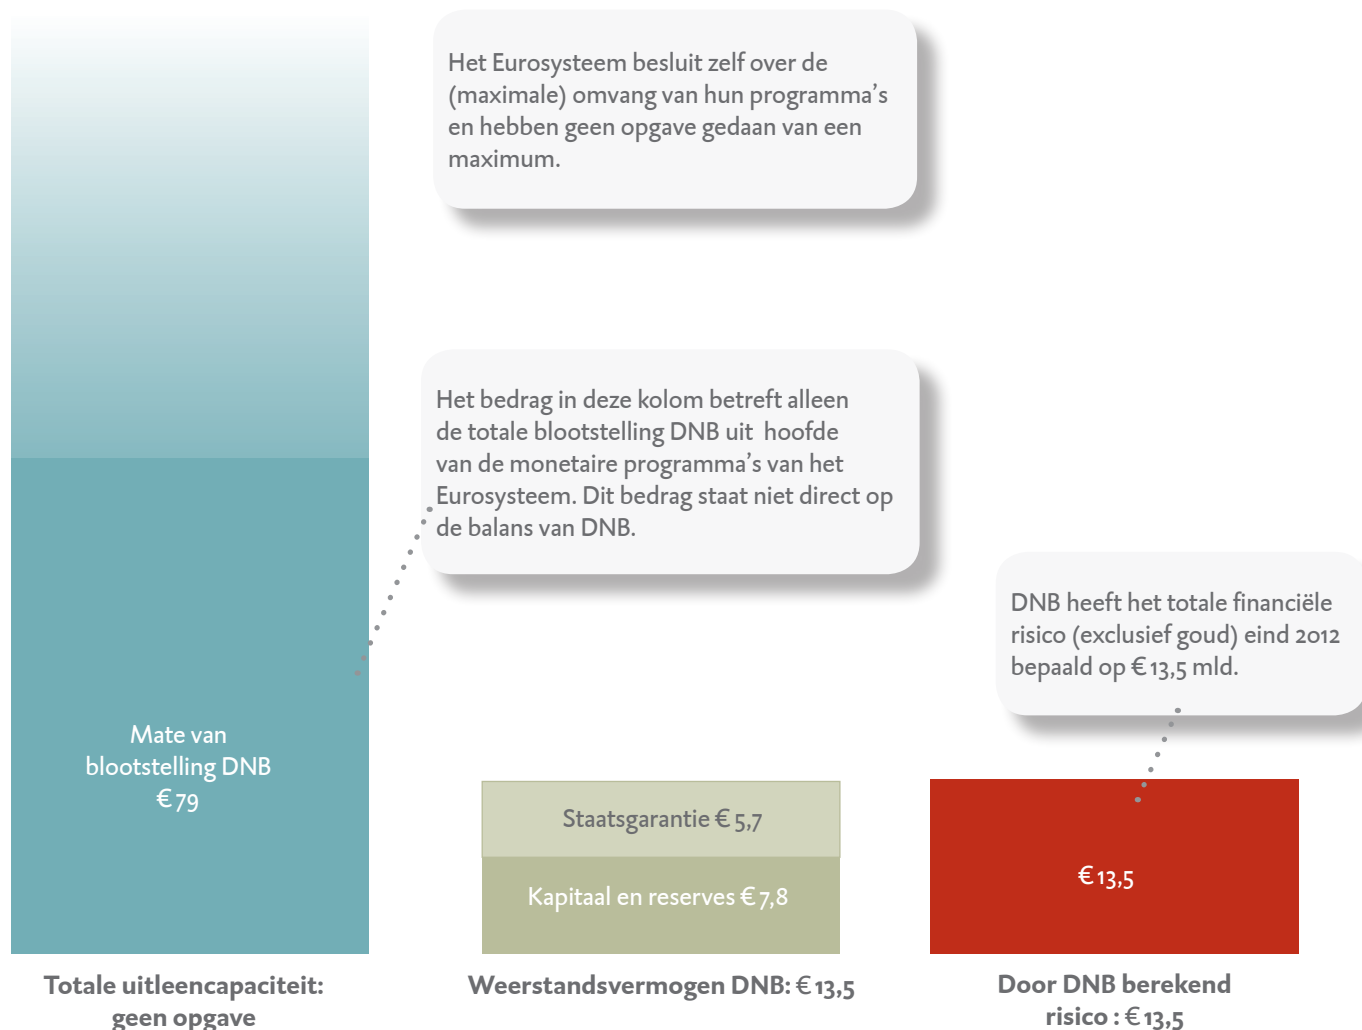 Het Eurosysteem besluit zelf over de
(maximale) omvang van hun programma's
en hebben geen opgave gedaan van een
maximum.
Het bedrag in deze kolom betreft alleen
de totale blootstelling DNB uit hoofde
van de monetaire programma's van het
Eurosysteem. Dit bedrag staat niet direct op
de balans van DNB.
DNB heeft het totale financiële
risico (exclusief goud) eind 2012
bepaald op € 13,5 mld.
Mate van
blootstelling DNB
€ 79
Staatsgarantie € 5,7
Kapitaal en reserves € 7,8
€ 13,5
Totale uitleencapaciteit:
geen opgave
Weerstandsvermogen DNB: € 13,5
Door DNB berekend
risico : € 13,5